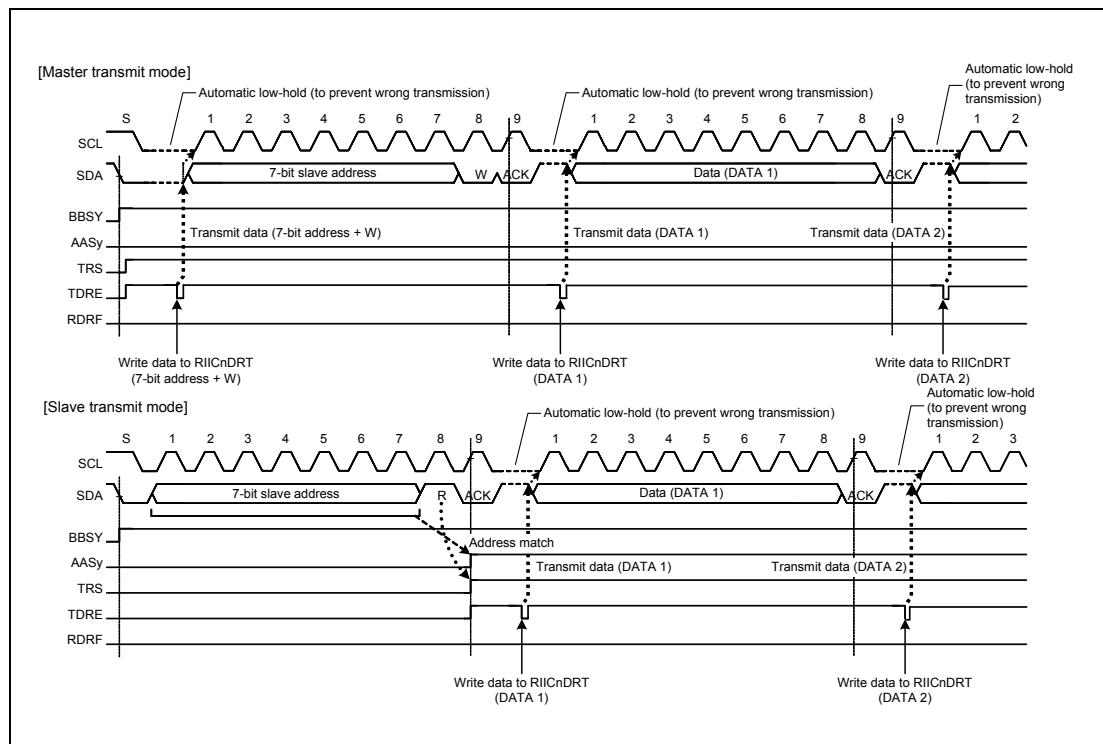 [Master transmit mode]
Automatic low-hold (to prevent wrong transmission)
Automatic low-hold (to prevent wrong transmission)
Automatic low-hold
(to prevent wrong
transmission)
S 1 2 3 4 5 6 7 8 9 1 2 3 4 5 6 7 8 9 1 2
SCL
SDA 7-bit slave address W ACK Data (DATA 1) ACK
BBSY
Transmit data (7-bit address + W) Transmit data (DATA 1) Transmit data (DATA 2)
AASy
TRS
TDRE
RDRF
Write data to RIICnDRT
(7-bit address + W)
Write data to RIICnDRT
(DATA 1)
Write data to RIICnDRT
(DATA 2)
[Slave transmit mode]
Automatic low-hold (to prevent wrong transmission)
Automatic low-hold
(to prevent wrong
transmission)
S 1 2 3 4 5 6 7 8 9 1 2 3 4 5 6 7 8 9 1 2 3
SCL
SDA 7-bit slave address R ACK Data (DATA 1) ACK
BBSY
Address match
AASy
Transmit data (DATA 1) Transmit data (DATA 2)
TRS
TDRE
RDRF
Write data to RIICnDRT
(DATA 1)
Write data to RIICnDRT
(DATA 2)